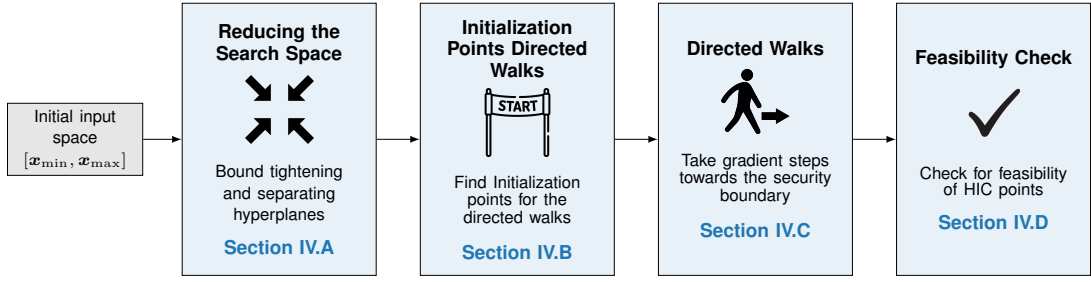 Initial input
space
[x_min, x_max]
Reducing the
Search Space
Bound tightening
and separating
hyperplanes
Section IV.A
Initialization
Points Directed
Walks
START
Find Initialization
points for the
directed walks
Section IV.B
Directed Walks
Take gradient steps
towards the security
boundary
Section IV.C
Feasibility Check
Check for feasibility
of HIC points
Section IV.D